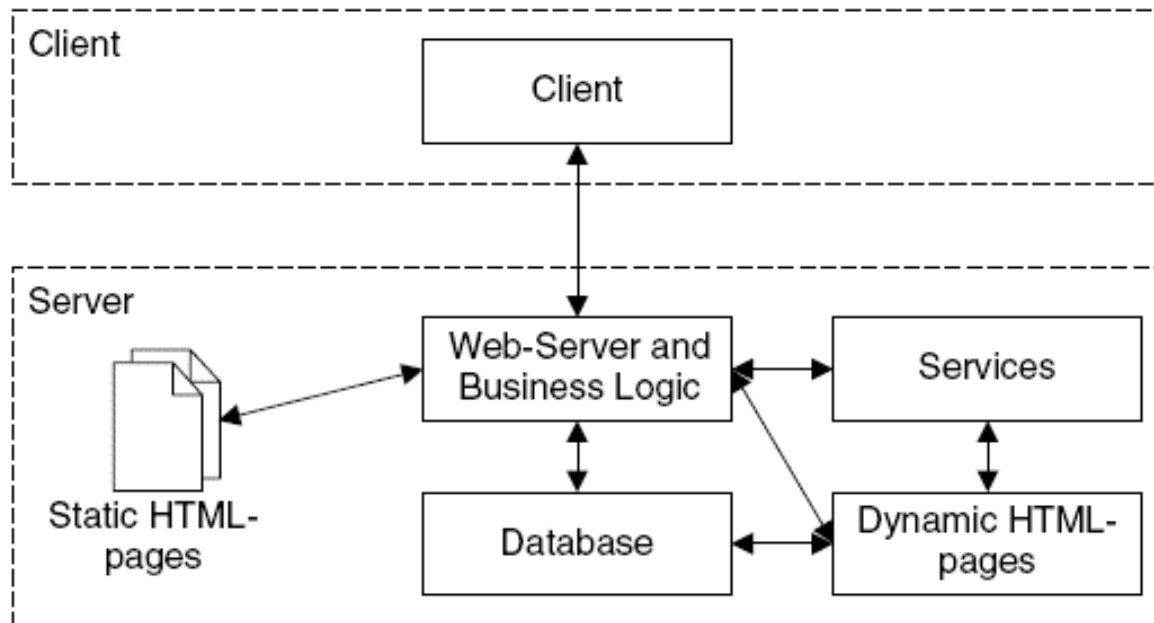 Client
Client
Server
Web-Server and
Business Logic
Services
Static HTML-
pages
Database
Dynamic HTML-
pages